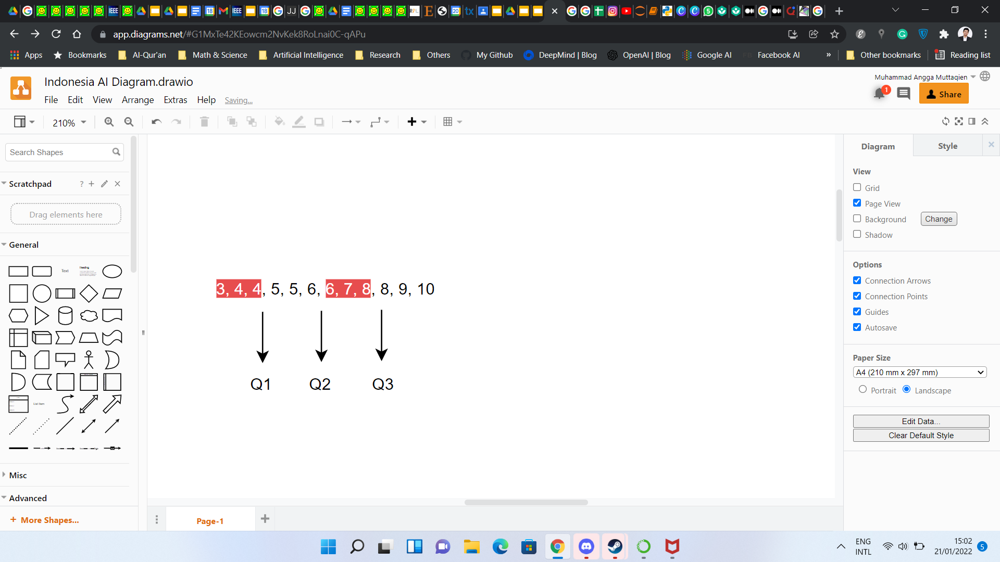 app.diagrams.net/#G1MxTe42KEowcm2NvKek8RoLnai0C-qAPu
Apps
Bookmarks
Al-Qur'an
Math & Science
Artificial Intelligence
Research
Others
My Github
DeepMind | Blog
OpenAI | Blog
Google AI
Facebook AI
»
Other bookmarks
Reading list
Indonesia AI Diagram.drawio
Muhammad Angga Muttaqien
File
Edit
View
Arrange
Extras
Help
Saving...
1
Share
210%
Search Shapes
Scratchpad
?
Drag elements here
General
Text
Heading
List Item
Misc
Advanced
+ More Shapes...
3, 4, 4, 5, 5, 6, 6, 7, 8, 8, 9, 10
Q1
Q2
Q3
Page-1
Diagram
Style
View
Grid
Page View
Background
Change
Shadow
Options
Connection Arrows
Connection Points
Guides
Autosave
Paper Size
A4 (210 mm x 297 mm)
Portrait
Landscape
Edit Data...
Clear Default Style
ENG
INTL
15:02
21/01/2022
5